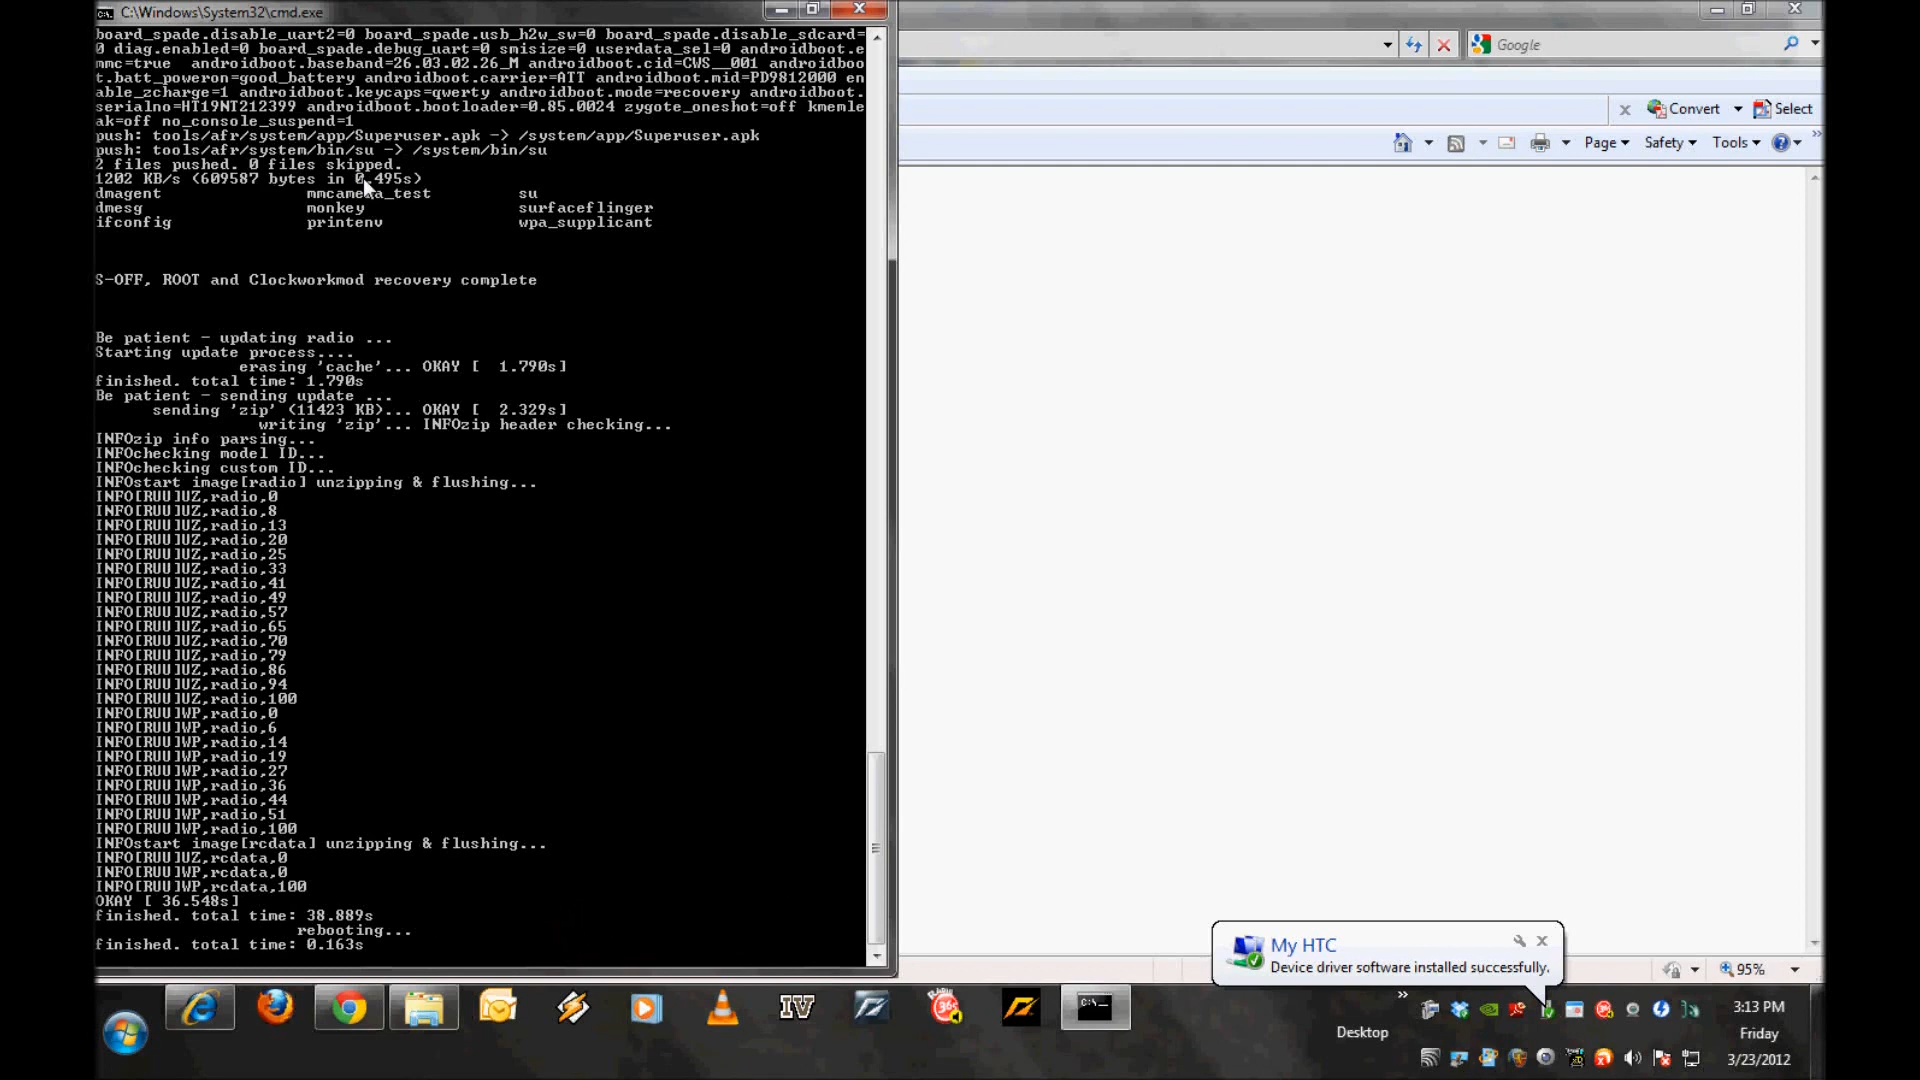 C:\Windows\System32\cmd.exe
board_spade.disable_uart2=0 board_spade.usb_h2w_sw=0 board_spade.disable_sdcard=
0 diag.enabled=0 board_spade.debug_uart=0 smisize=0 userdata_sel=0 androidboot.e
mmc=true  androidboot.baseband=26.03.02.26_M androidboot.cid=CWS__001 androidboo
t.batt_poweron=good_battery androidboot.carrier=ATT androidboot.mid=PD9812000 en
able_zcharge=1 androidboot.keycaps=qwerty androidboot.mode=recovery androidboot.
serialno=HT19NT212399 androidboot.bootloader=0.85.0024 zygote_oneshot=off kmemle
ak=off no_console_suspend=1
push: tools/afr/system/app/Superuser.apk -> /system/app/Superuser.apk
push: tools/afr/system/bin/su -> /system/bin/su
2 files pushed. 0 files skipped.
1202 KB/s (609587 bytes in 0.495s)
dmagent mmcamera_test su
dmesg monkey surfaceflinger
ifconfig printenv wpa_supplicant
S-OFF, ROOT and Clockworkmod recovery complete
Be patient - updating radio ...
Starting update process....
erasing 'cache'... OKAY [  1.790s]
finished. total time: 1.790s
Be patient - sending update ...
sending 'zip' (11423 KB)... OKAY [  2.329s]
writing 'zip'... INFOzip header checking...
INFOzip info parsing...
INFOchecking model ID...
INFOchecking custom ID...
INFOstart image[radio] unzipping & flushing...
INFO[RUU]UZ,radio,0
INFO[RUU]UZ,radio,8
INFO[RUU]UZ,radio,13
INFO[RUU]UZ,radio,20
INFO[RUU]UZ,radio,25
INFO[RUU]UZ,radio,33
INFO[RUU]UZ,radio,41
INFO[RUU]UZ,radio,49
INFO[RUU]UZ,radio,57
INFO[RUU]UZ,radio,65
INFO[RUU]UZ,radio,70
INFO[RUU]UZ,radio,79
INFO[RUU]UZ,radio,86
INFO[RUU]UZ,radio,94
INFO[RUU]UZ,radio,100
INFO[RUU]WP,radio,0
INFO[RUU]WP,radio,6
INFO[RUU]WP,radio,14
INFO[RUU]WP,radio,19
INFO[RUU]WP,radio,27
INFO[RUU]WP,radio,36
INFO[RUU]WP,radio,44
INFO[RUU]WP,radio,51
INFO[RUU]WP,radio,100
INFOstart image[rcdata] unzipping & flushing...
INFO[RUU]UZ,rcdata,0
INFO[RUU]WP,rcdata,0
INFO[RUU]WP,rcdata,100
OKAY [ 36.548s]
finished. total time: 38.889s
rebooting...
finished. total time: 0.163s
Google
x Convert Select
Page Safety Tools
My HTC
Device driver software installed successfully.
95%
IV
Desktop
3:13 PM
Friday
3/23/2012